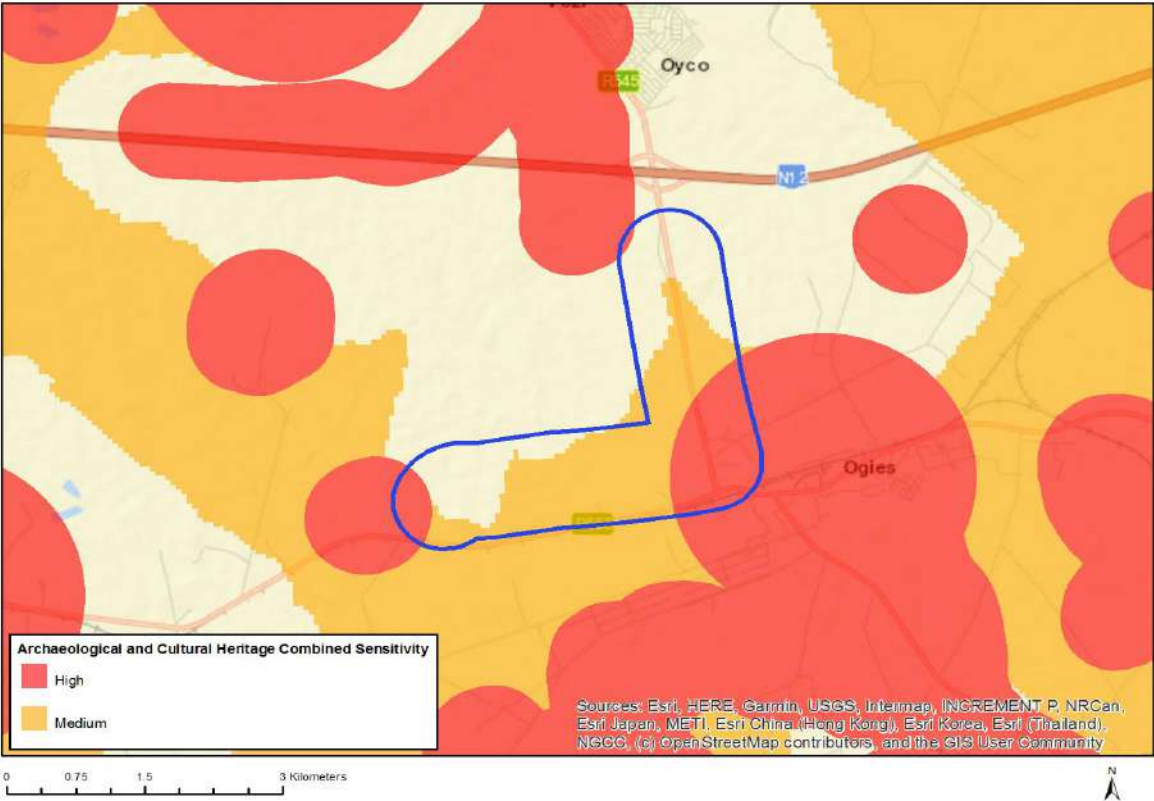 Oyco
R545
N12
Ogies
Archaeological and Cultural Heritage Combined Sensitivity
High
Medium
Sources: Esri, HERE, Garmin, USGS, Intermap, INCREMENT P, NRCan,
Esri Japan, METI, Esri China (Hong Kong), Esri Korea, Esri (Thailand),
NGCC, (c) OpenStreetMap contributors, and the GIS User Community
0 0.75 1.5 3 Kilometers
N